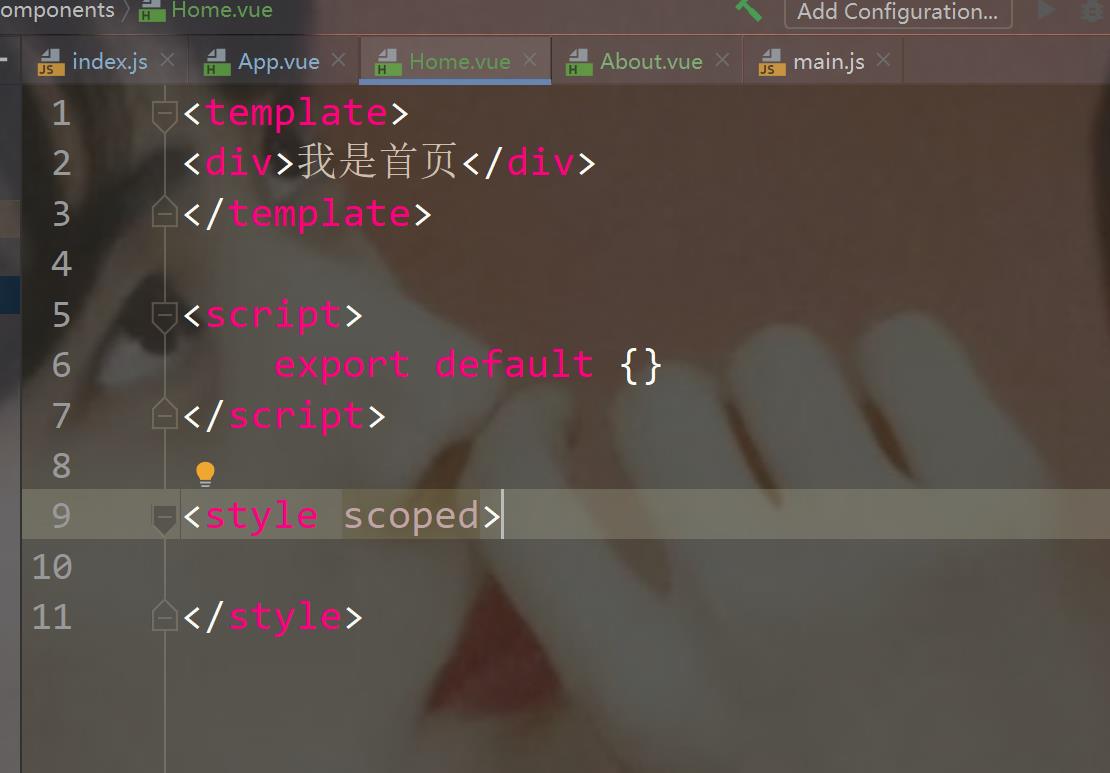 omponents Home.vue Add Configuration...
index.js App.vue Home.vue About.vue main.js
1 <template>
2 <div>我是首页</div>
3 </template>
4
5 <script>
6 export default {}
7 </script>
8
9 <style scoped>
10
11 </style>